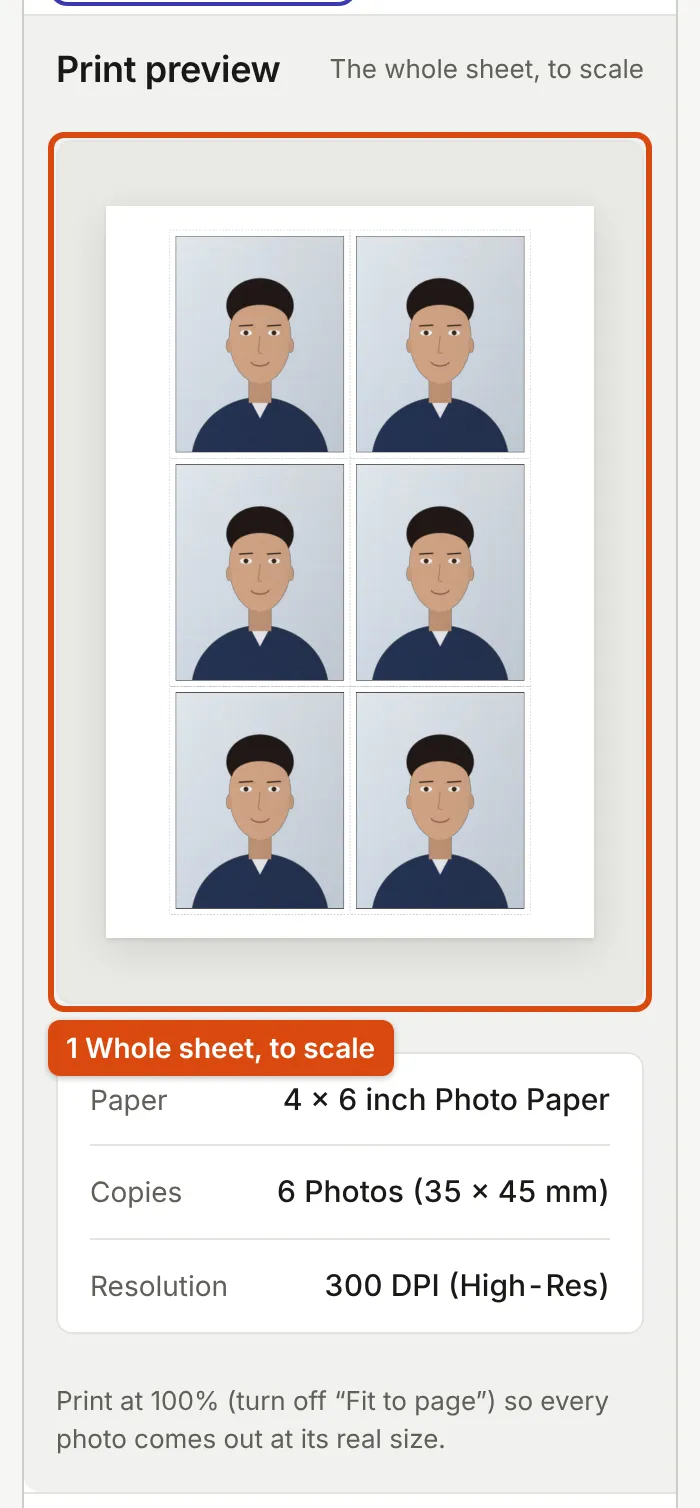 Print preview
The whole sheet, to scale
1 Whole sheet, to scale
Paper
4 × 6 inch Photo Paper
Copies
6 Photos (35 × 45 mm)
Resolution
300 DPI (High-Res)
Print at 100% (turn off “Fit to page”) so every
photo comes out at its real size.